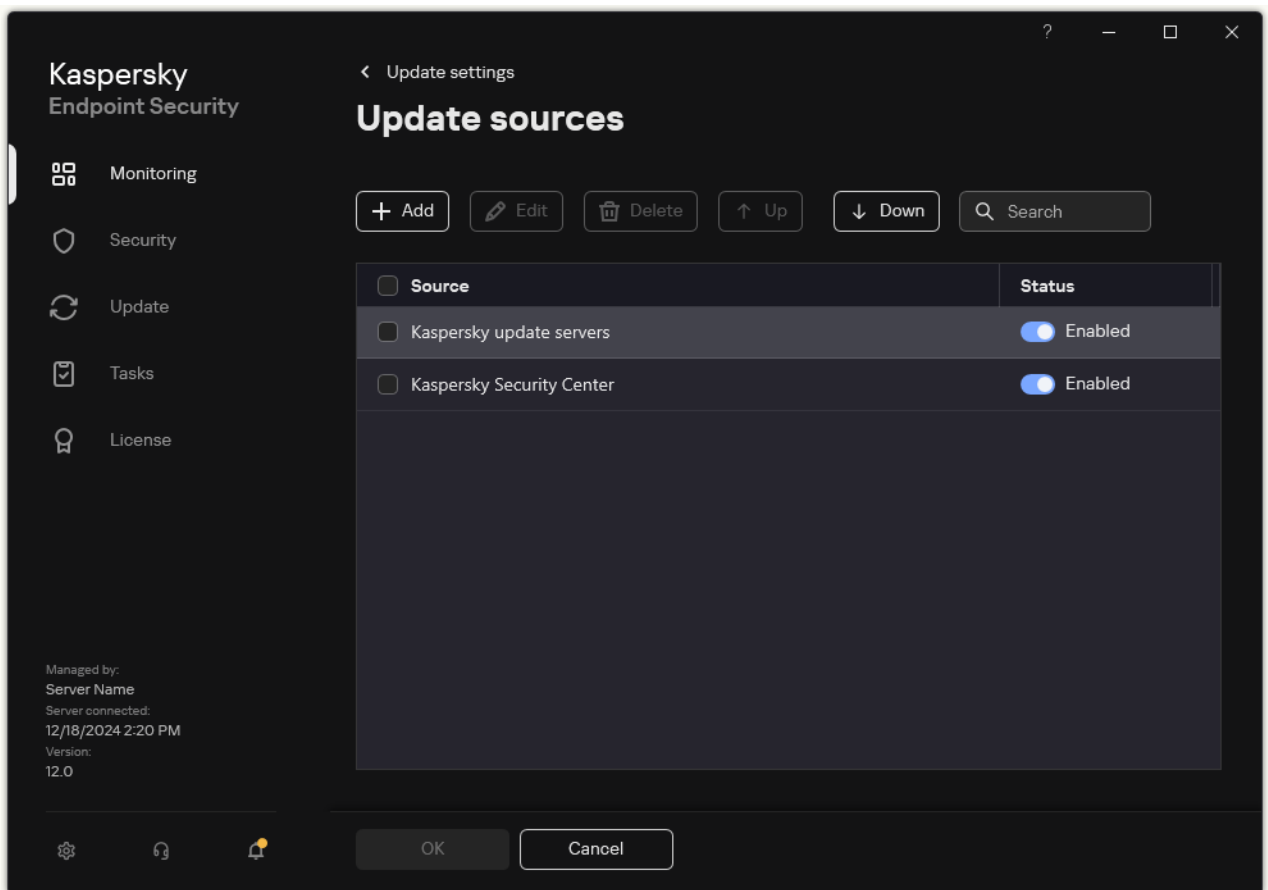 ?
Kaspersky
Endpoint Security
Monitoring
Security
Update
Tasks
License
Managed by:
Server Name
Server connected:
12/18/2024 2:20 PM
Version:
12.0
Update settings
Update sources
Add Edit Delete Up Down Search
Source Status
Kaspersky update servers Enabled
Kaspersky Security Center Enabled
OK Cancel